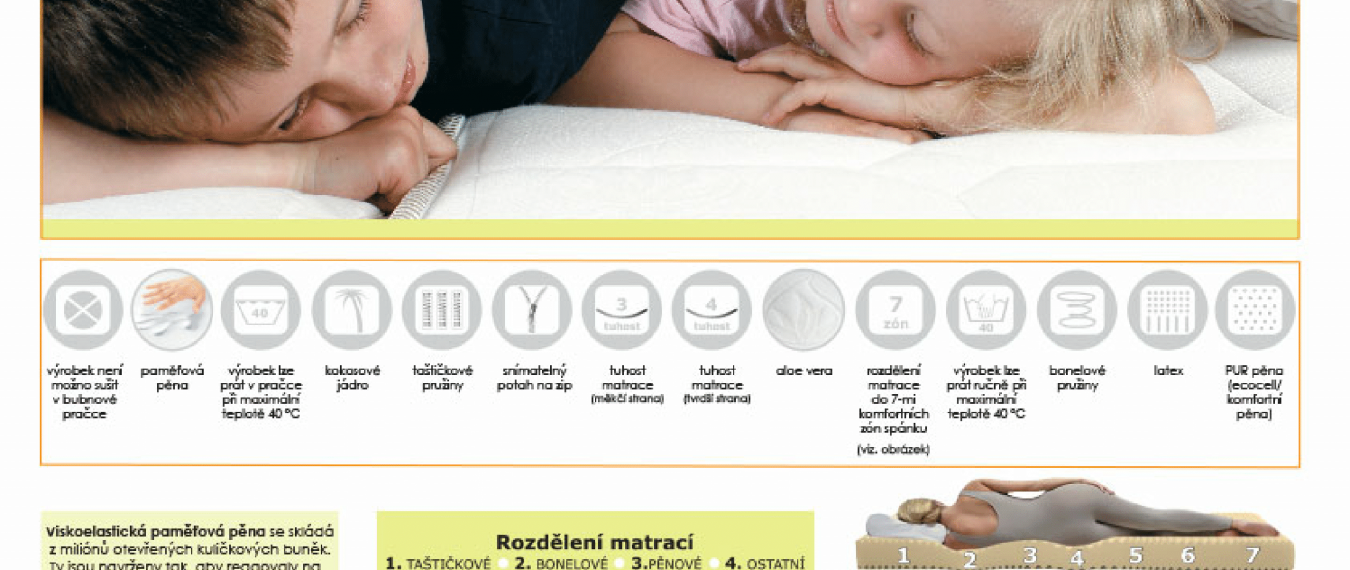 40
3
tuhost
4
tuhost
7
zón
40
výrobek není
možno sušit
v bubnové
pračce
paměťová
pěna
výrobek lze
prát v pračce
při maximální
teplotě 40 °C
kokosové
jádro
taštičkové
pružiny
snímatelný
potah na zip
tuhost
matrace
(měkčí strana)
tuhost
matrace
(tvrdší strana)
aloe vera
rozdělení
matrace
do 7-mi
komfortních
zón spánku
(viz. obrázek)
výrobek lze
prát ručně při
maximální
teplotě 40 °C
bonelové
pružiny
latex
PUR pěna
(ecocell/
komfortní
pěna)
Viskoelastická paměťová pěna se skládá
z miliónů otevřených kuličkových buněk.
Ty jsou navrženy tak, aby reagovaly na
Rozdělení matrací
1. TAŠTIČKOVÉ 2. BONELOVÉ 3.PĚNOVÉ 4. OSTATNÍ
1 2 3 4 5 6 7